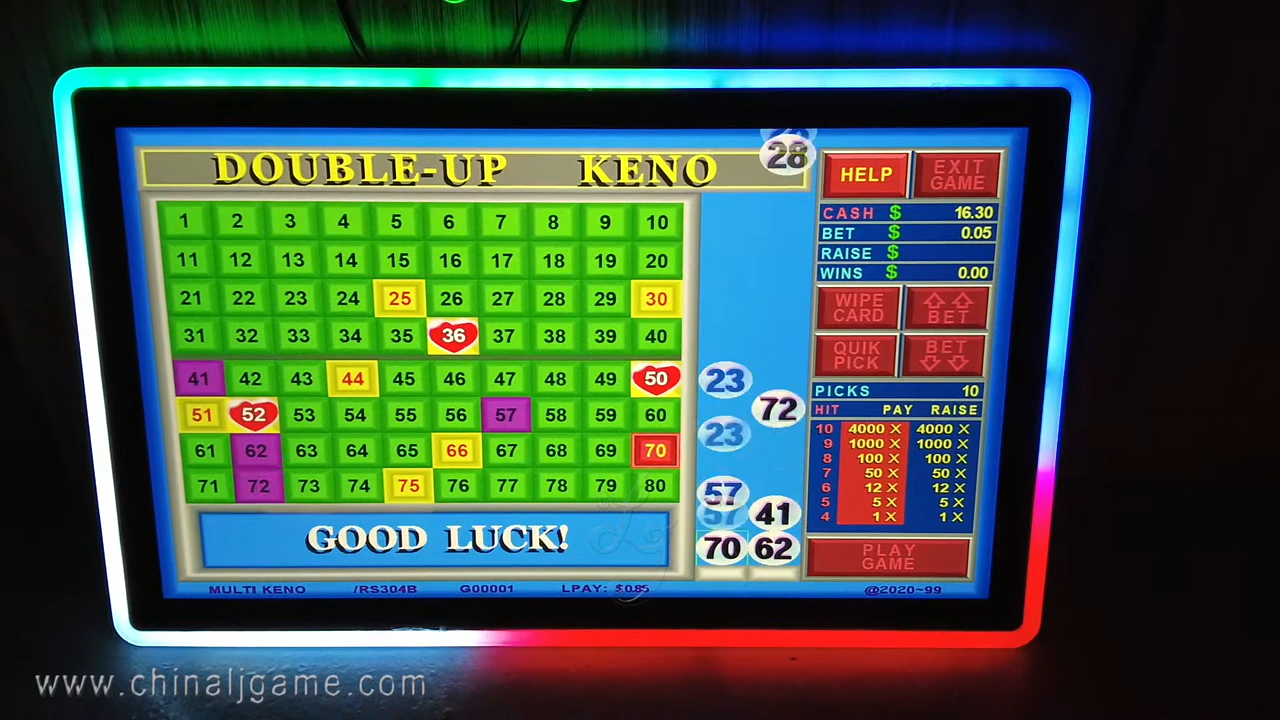 DOUBLE-UP KENO
28
HELP
EXIT GAME
1 2 3 4 5 6 7 8 9 10
11 12 13 14 15 16 17 18 19 20
21 22 23 24 25 26 27 28 29 30
31 32 33 34 35 36 37 38 39 40
41 42 43 44 45 46 47 48 49 50
51 52 53 54 55 56 57 58 59 60
61 62 63 64 65 66 67 68 69 70
71 72 73 74 75 76 77 78 79 80
23
72
23
57
57
41
70 62
CASH $ 16.30
BET $ 0.05
RAISE $
WINS $ 0.00
WIPE CARD
⇧⇧ BET
QUIK PICK
BET ⇩⇩
PICKS 10
HIT PAY RAISE
10 4000 X 4000 X
9 1000 X 1000 X
8 100 X 100 X
7 50 X 50 X
6 12 X 12 X
5 5 X 5 X
4 1 X 1 X
PLAY GAME
GOOD LUCK!
MULTI KENO /RS304B G00001 LPAY: $0.85 @2020~99
www.chinaljgame.com